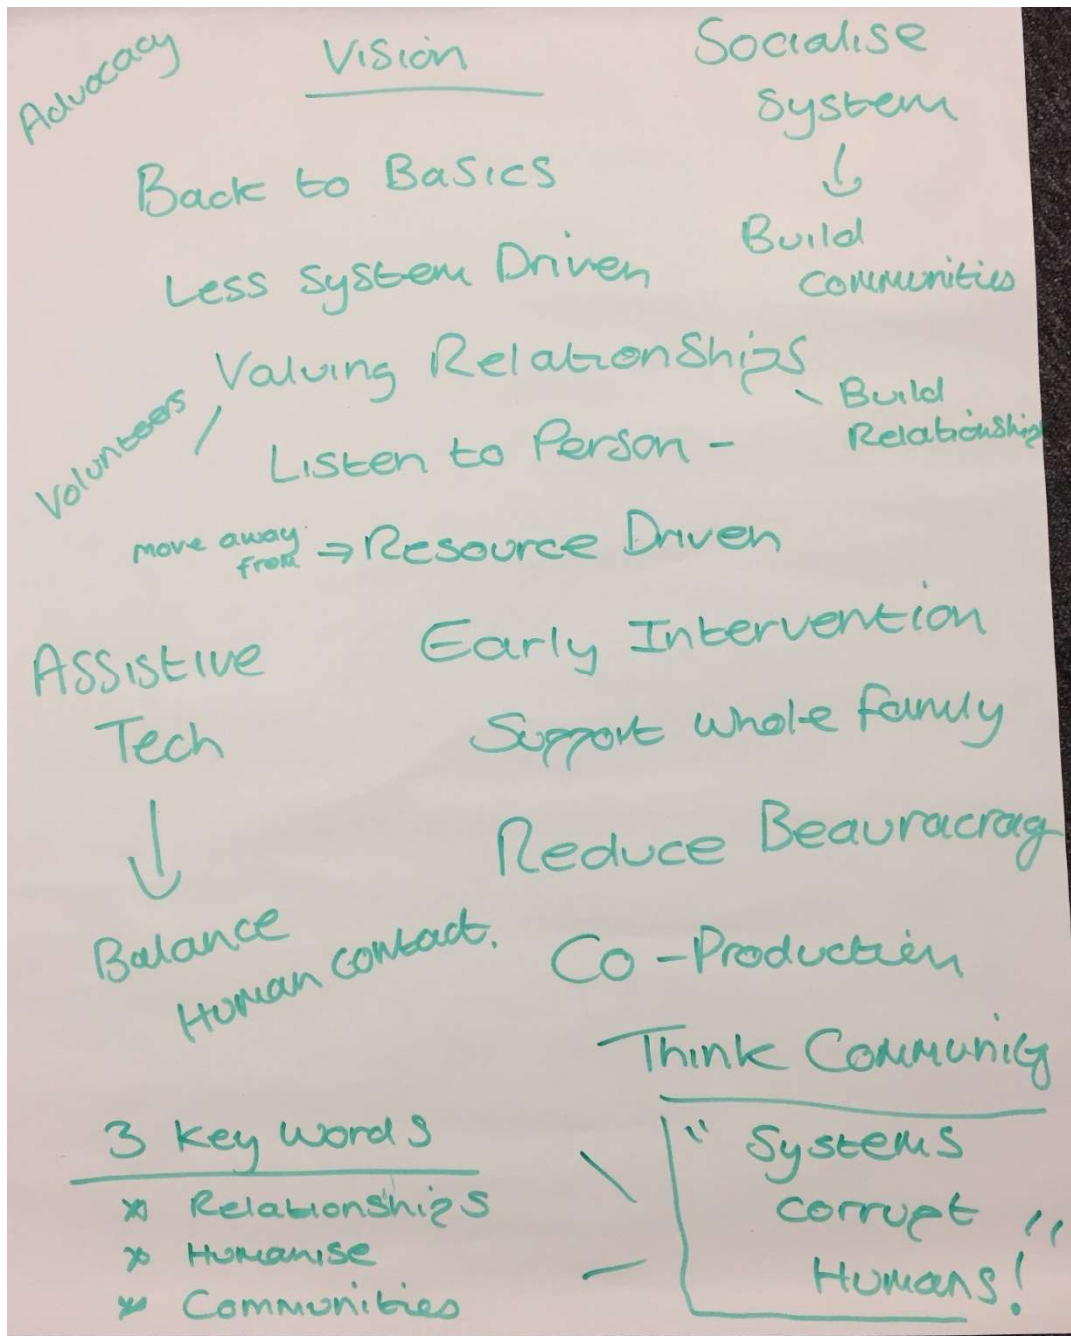 Advocacy
Vision
Socialise
System
Build
Communities
Back to Basics
Less System Driven
Valuing Relationships
Build
Relationships
Volunteers
Listen to Person -
move away
from ⇒ Resource Driven
Early Intervention
Support whole family
Assistive
Tech
Balance
Human contact.
Reduce Beauracracy
Co-Production
Think Community
3 Key Words
Relationships
Humanise
Communities
"Systems
corrupt
Humans!"